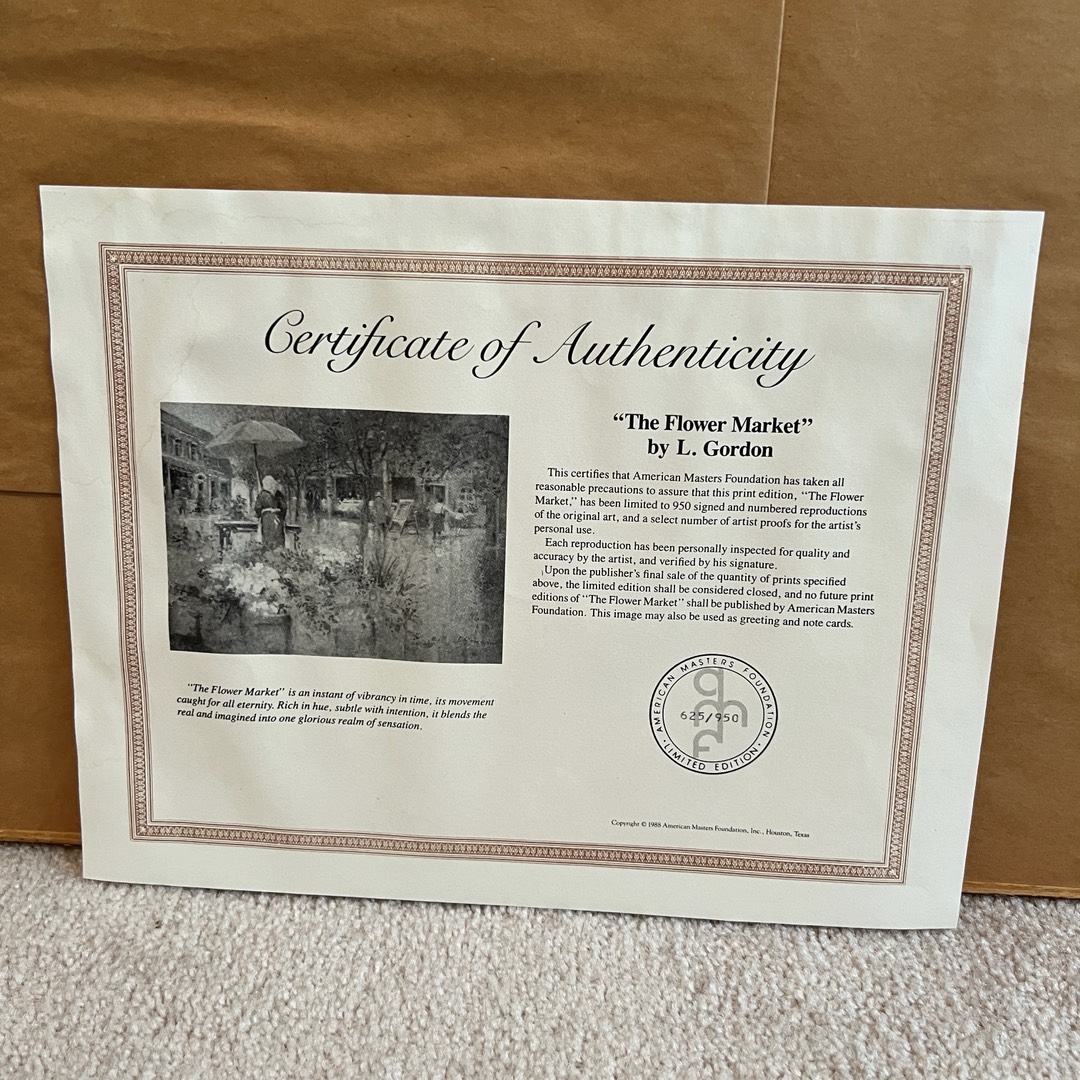 Certificate of Authenticity
"The Flower Market"
by L. Gordon
This certifies that American Masters Foundation has taken all
reasonable precautions to assure that this print edition, "The Flower
Market," has been limited to 950 signed and numbered reproductions
of the original art, and a select number of artist proofs for the artist's
personal use.
Each reproduction has been personally inspected for quality and
accuracy by the artist, and verified by his signature.
Upon the publisher's final sale of the quantity of prints specified
above, the limited edition shall be considered closed, and no future print
editions of "The Flower Market" shall be published by American Masters
Foundation. This image may also be used as greeting and note cards.
"The Flower Market" is an instant of vibrancy in time, its movement
caught for all eternity. Rich in hue, subtle with intention, it blends the
real and imagined into one glorious realm of sensation.
AMERICAN MASTERS FOUNDATION
amf
625/950
· LIMITED EDITION ·
Copyright © 1988 American Masters Foundation, Inc., Houston, Texas